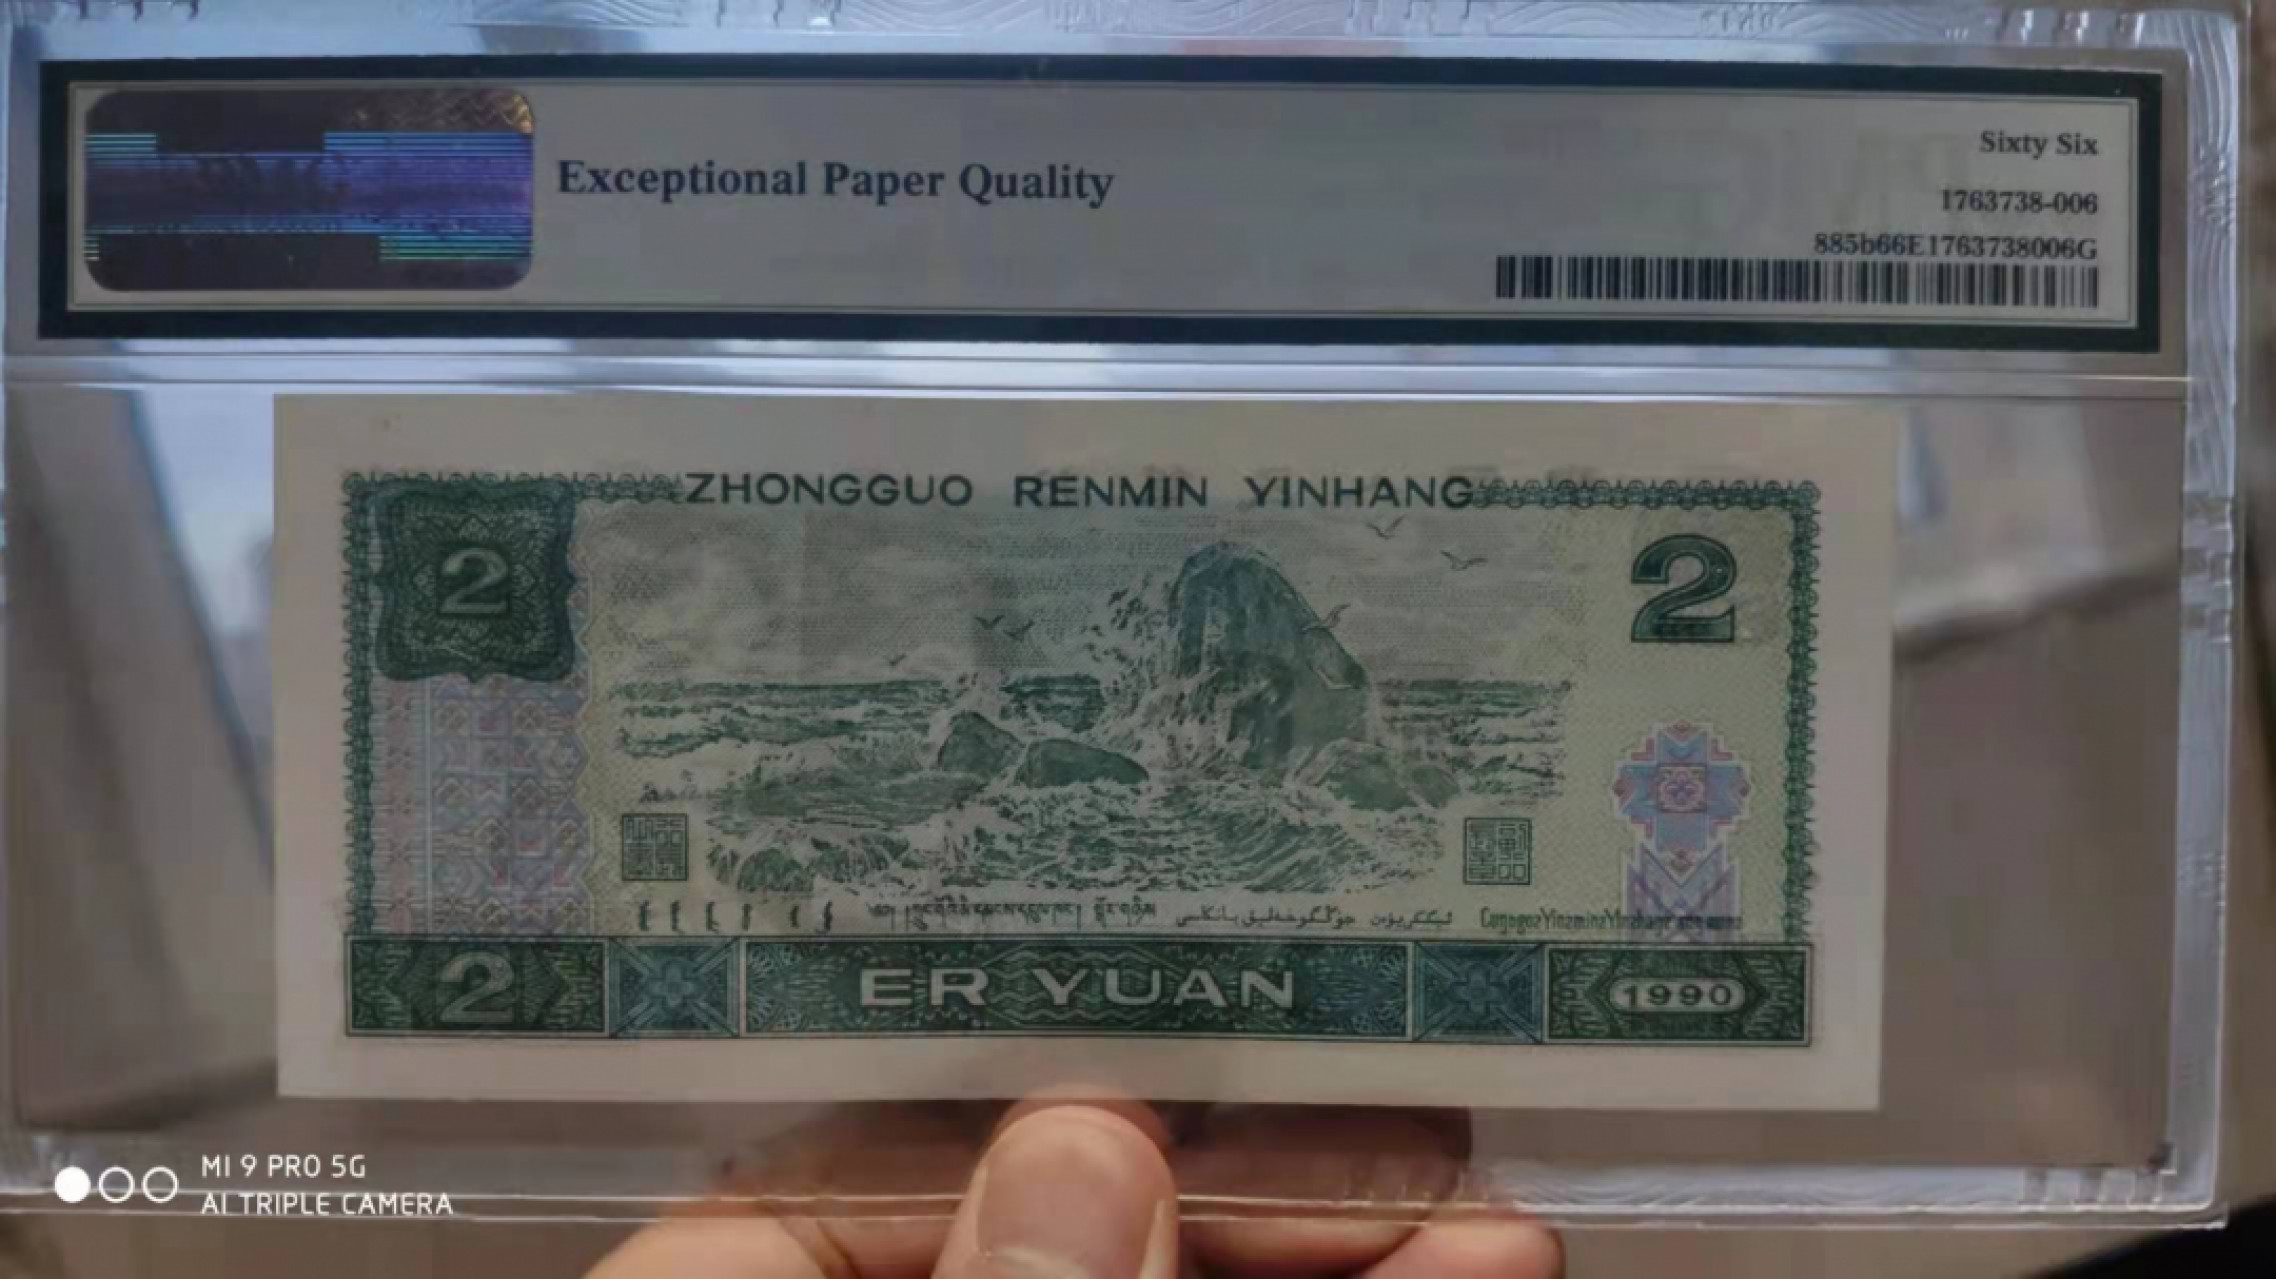 Exceptional Paper Quality
Sixty Six
1763738-006
885b66E1763738006G
ZHONGGUO RENMIN YINHANG
2
2
2
ER YUAN
1990
MI 9 PRO 5G
AI TRIPLE CAMERA